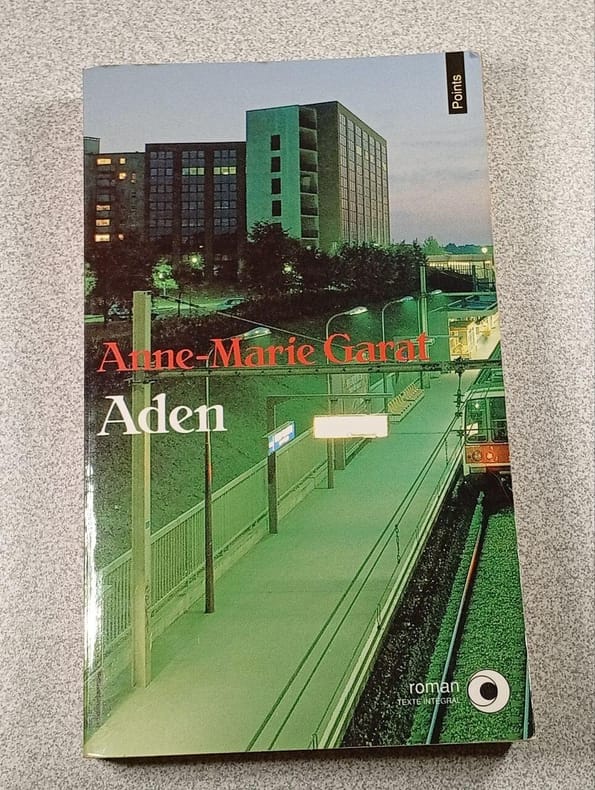 Points
Anne-Marie Garat
Aden
roman
TEXTE INTÉGRAL